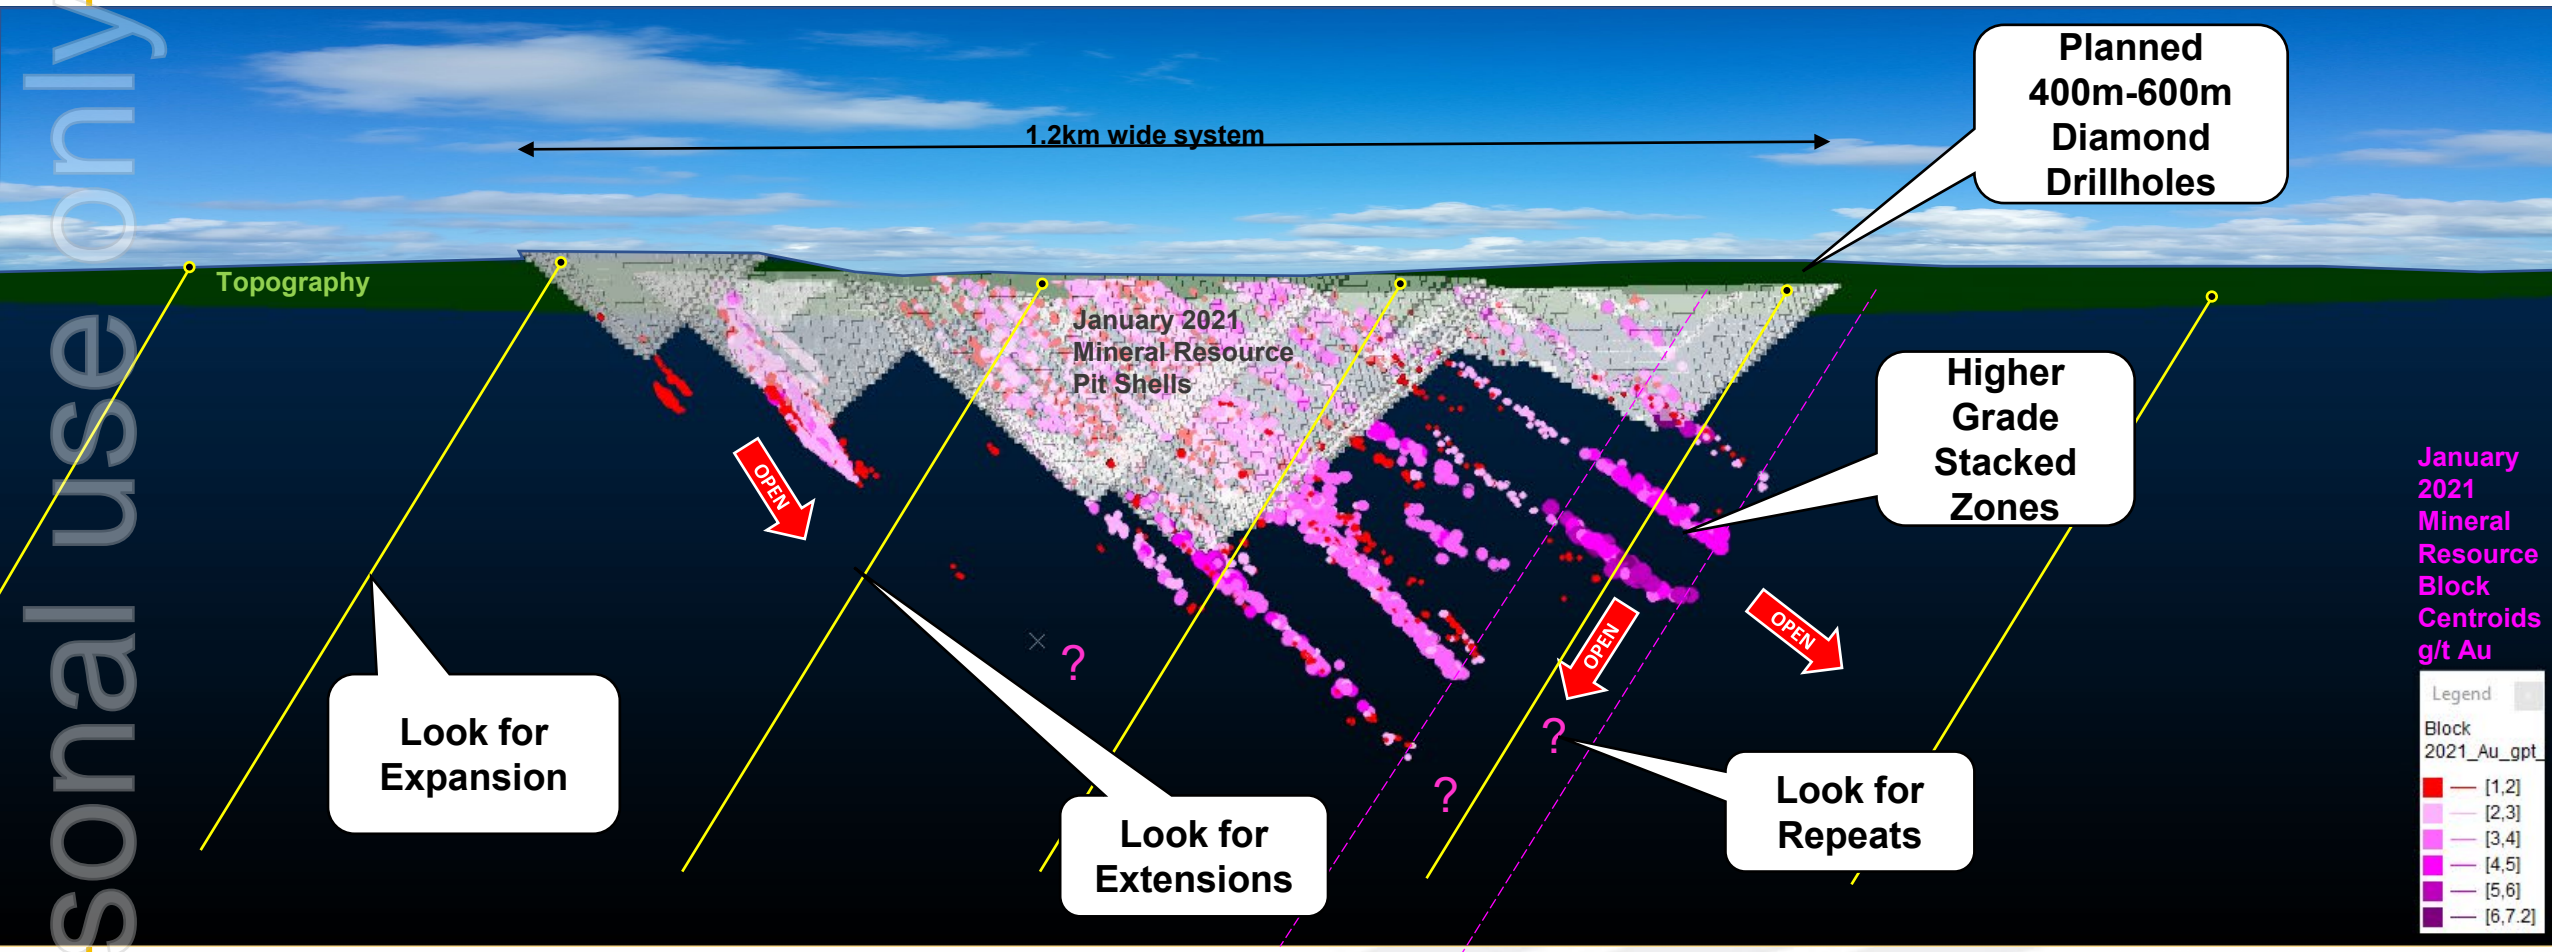 sonal use only
Planned
400m-600m
Diamond
Drillholes
1.2km wide system
Topography
January 2021
Mineral Resource
Pit Shells
Higher
Grade
Stacked
Zones
OPEN
OPEN
OPEN
?
?
?
Look for
Expansion
Look for
Extensions
Look for
Repeats
January
2021
Mineral
Resource
Block
Centroids
g/t Au
Legend
Block
2021_Au_gpt_
[1,2]
[2,3]
[3,4]
[4,5]
[5,6]
[6,7.2]